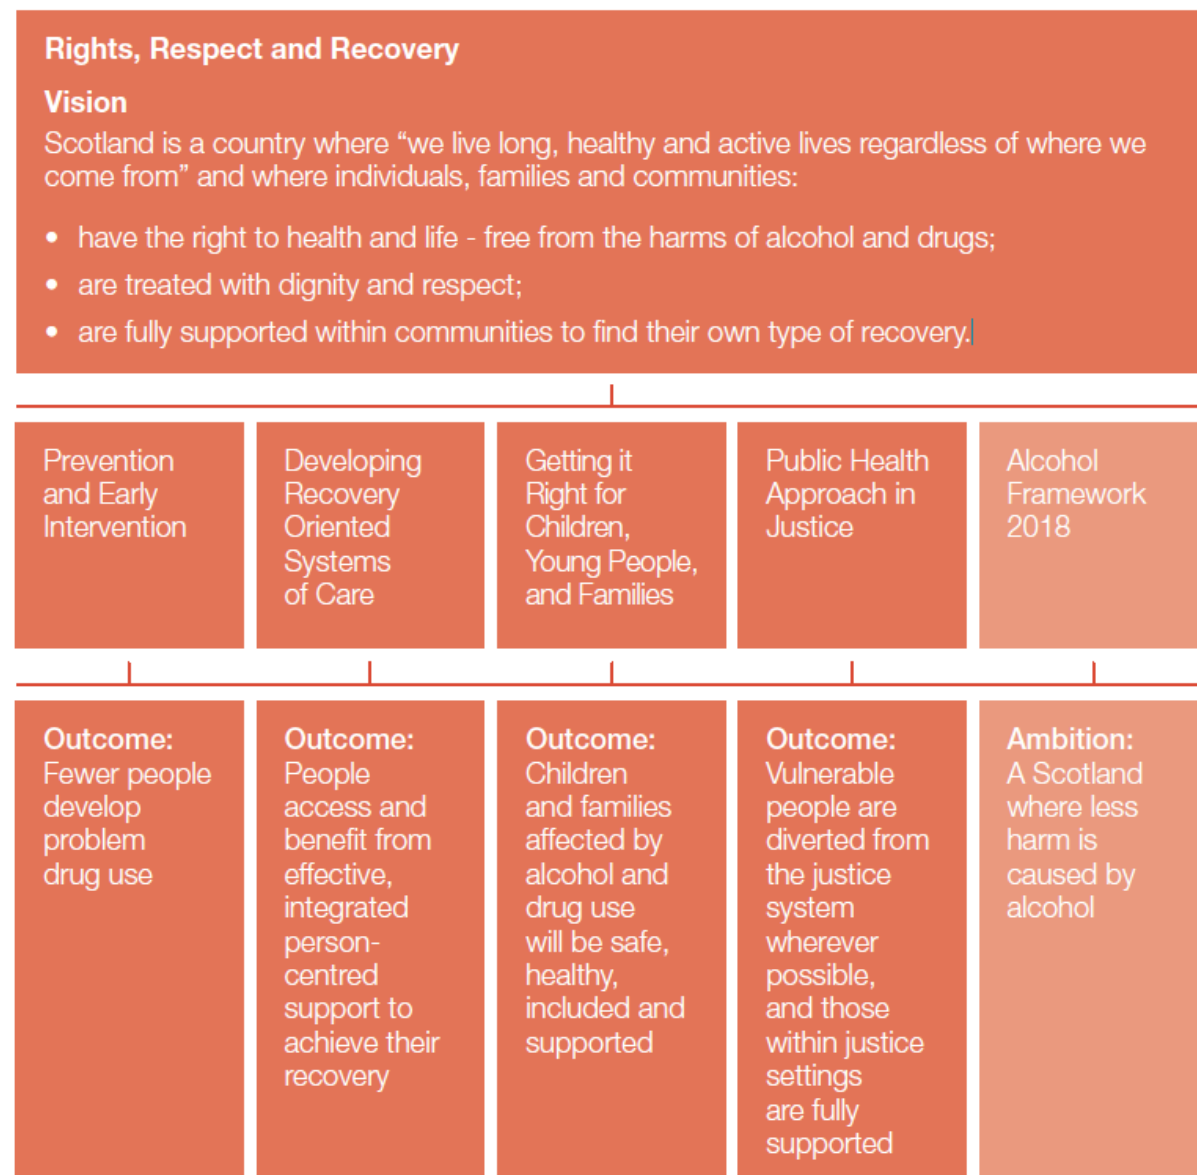 Rights, Respect and Recovery
Vision
Scotland is a country where “we live long, healthy and active lives regardless of where we
come from” and where individuals, families and communities:
• have the right to health and life - free from the harms of alcohol and drugs;
• are treated with dignity and respect;
• are fully supported within communities to find their own type of recovery.
Prevention
and Early
Intervention
Developing
Recovery
Oriented
Systems
of Care
Getting it
Right for
Children,
Young People,
and Families
Public Health
Approach in
Justice
Alcohol
Framework
2018
Outcome:
Fewer people
develop
problem
drug use
Outcome:
People
access and
benefit from
effective,
integrated
person-
centred
support to
achieve their
recovery
Outcome:
Children
and families
affected by
alcohol and
drug use
will be safe,
healthy,
included and
supported
Outcome:
Vulnerable
people are
diverted from
the justice
system
wherever
possible,
and those
within justice
settings
are fully
supported
Ambition:
A Scotland
where less
harm is
caused by
alcohol